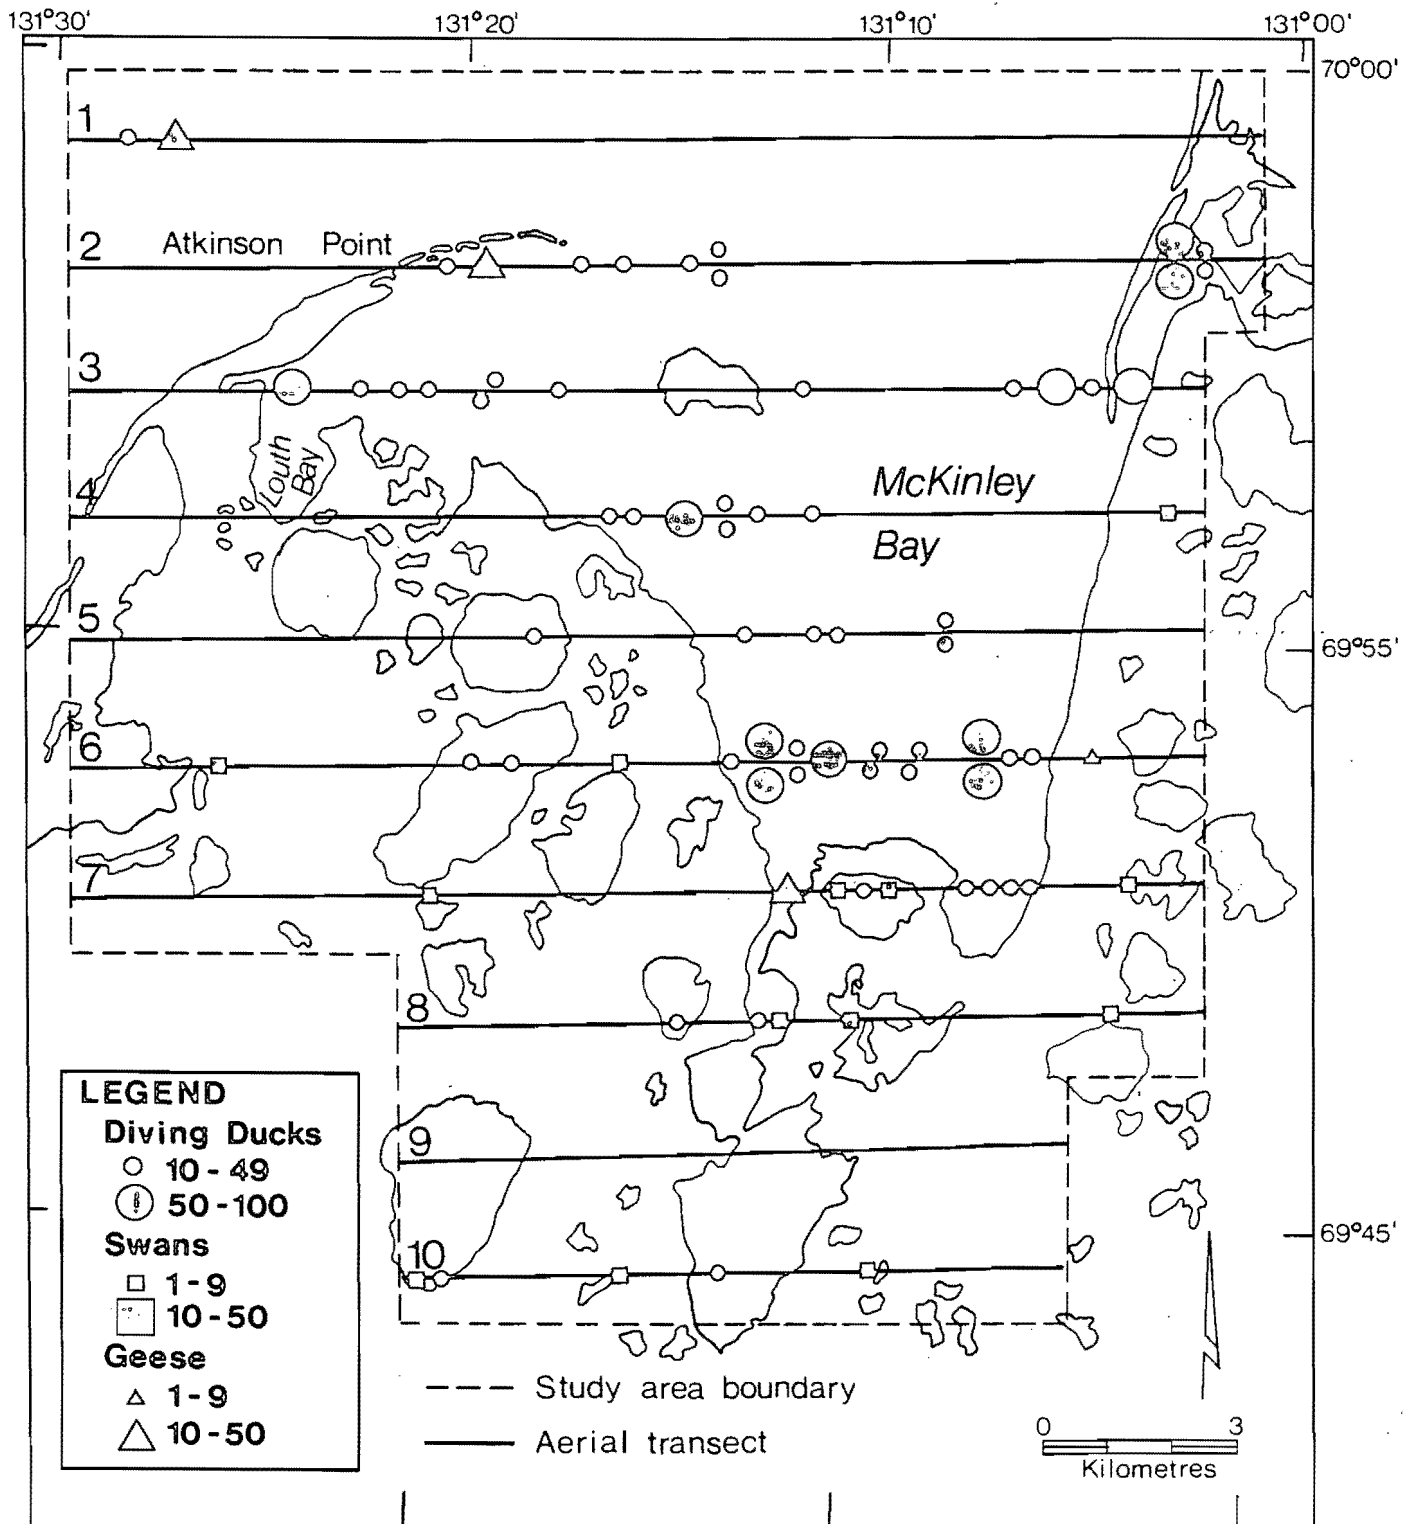 131°30' 131°20' 131°10' 131°00'
70°00'
1
2 Atkinson Point
3
Louth
Bay
4
McKinley
Bay
5
69°55'
6
7
8
9
69°45'
10
LEGEND
Diving Ducks
10 - 49
50 - 100
Swans
1 - 9
10 - 50
Geese
1 - 9
10 - 50
Study area boundary
Aerial transect
0 3
Kilometres